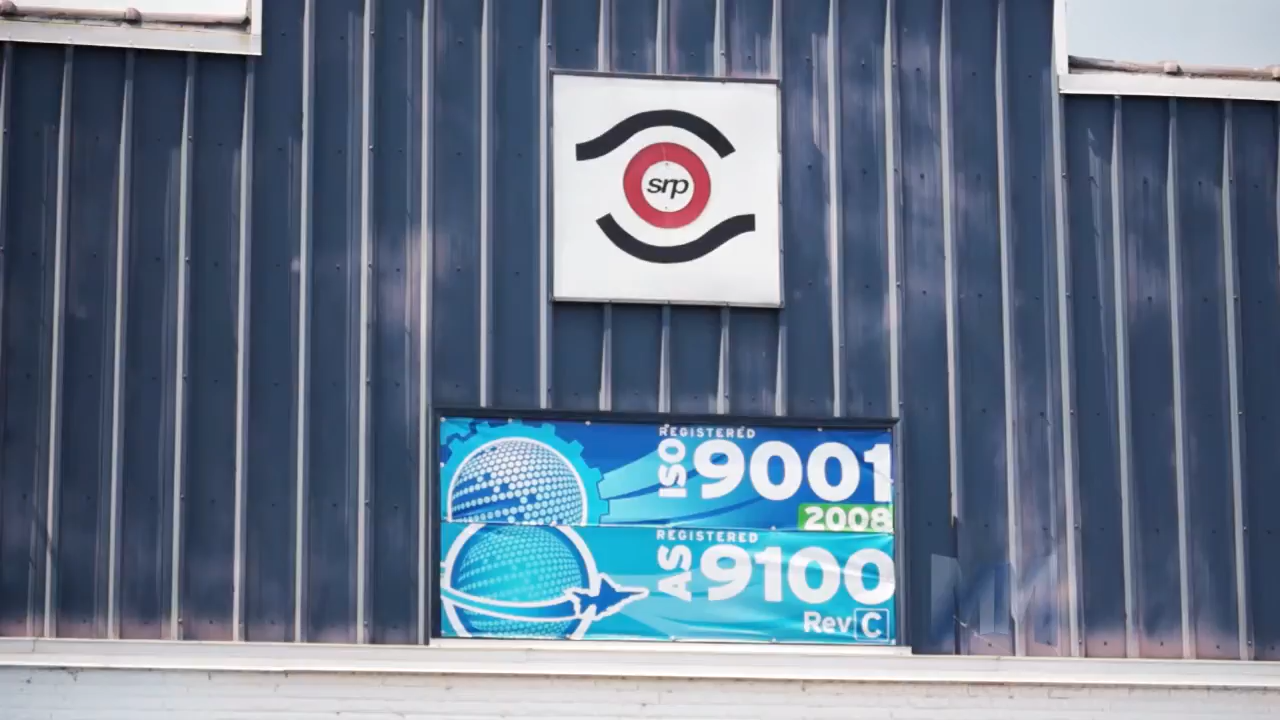 srp
REGISTERED
ISO 9001
2008
REGISTERED
AS 9100
Rev C